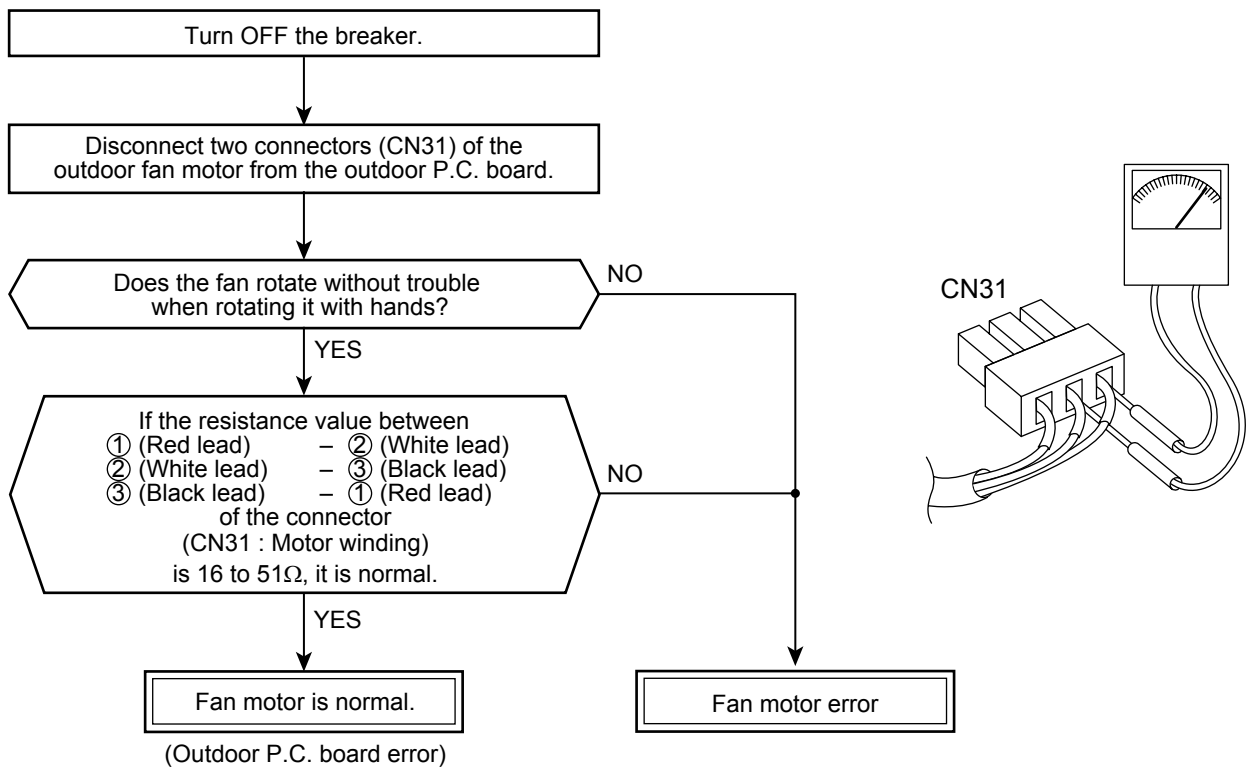 Turn OFF the breaker.
Disconnect two connectors (CN31) of the
outdoor fan motor from the outdoor P.C. board.
Does the fan rotate without trouble
when rotating it with hands?
NO
YES
If the resistance value between
① (Red lead) – ② (White lead)
② (White lead) – ③ (Black lead)
③ (Black lead) – ① (Red lead)
of the connector
(CN31 : Motor winding)
is 16 to 51Ω, it is normal.
NO
YES
Fan motor is normal.
(Outdoor P.C. board error)
Fan motor error
CN31